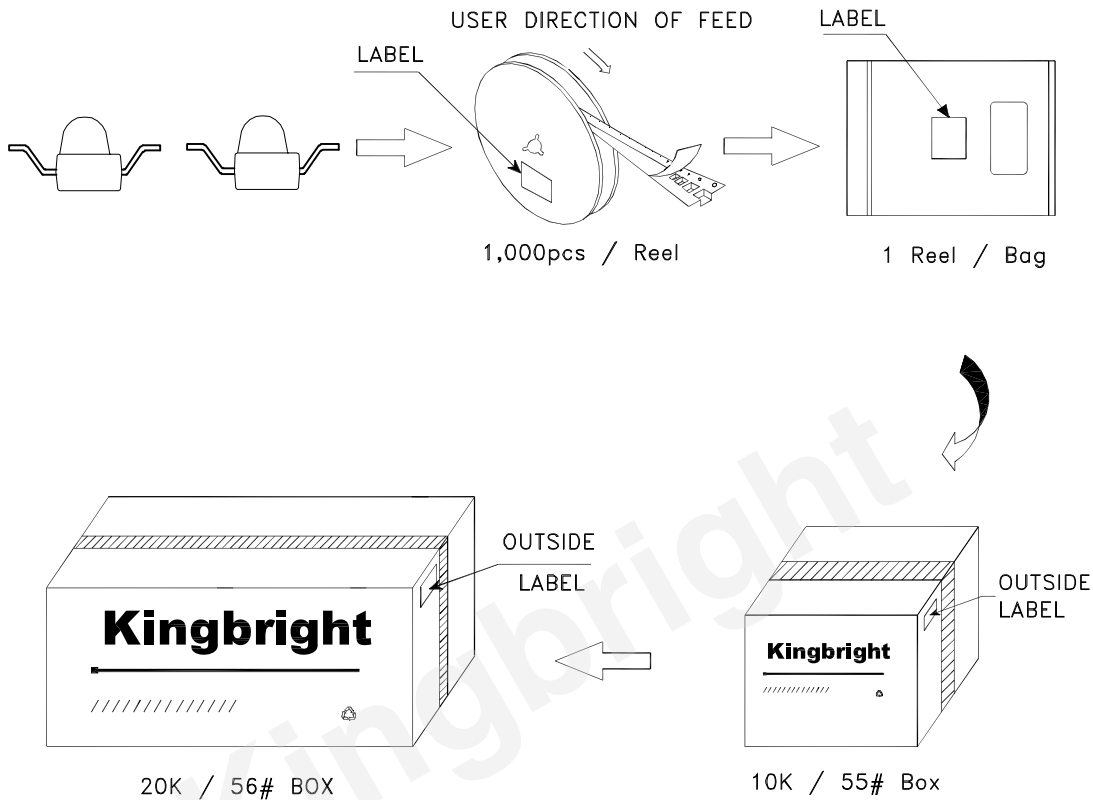 USER DIRECTION OF FEED
LABEL
LABEL
1,000pcs / Reel
1 Reel / Bag
OUTSIDE
LABEL
OUTSIDE
LABEL
Kingbright
Kingbright
20K / 56# BOX
10K / 55# Box
Kingbright